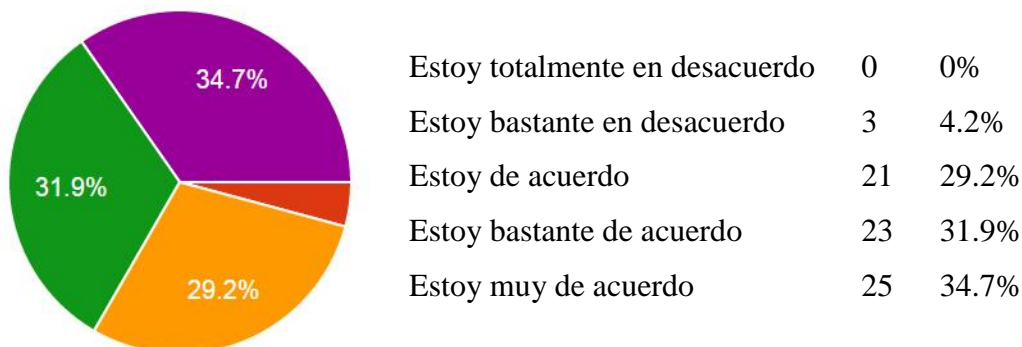 34.7%
31.9%
29.2%
Estoy totalmente en desacuerdo 0 0%
Estoy bastante en desacuerdo 3 4.2%
Estoy de acuerdo 21 29.2%
Estoy bastante de acuerdo 23 31.9%
Estoy muy de acuerdo 25 34.7%